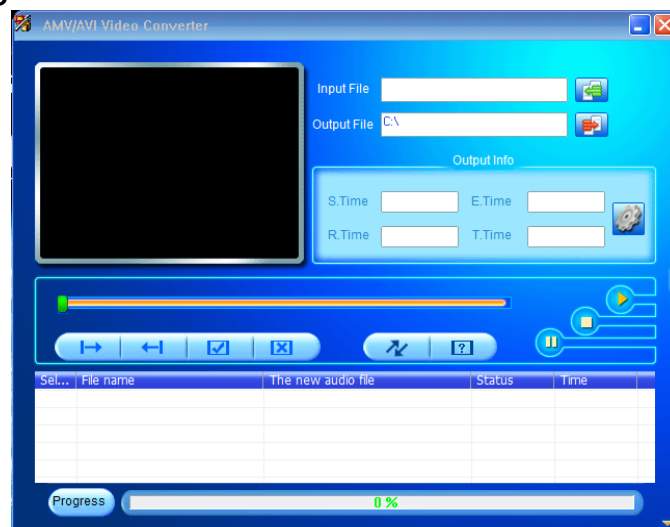 AMV/AVI Video Converter
Input File
Output File C:\
Output Info
S.Time E.Time
R.Time T.Time
?
Sel... File name The new audio file Status Time
Progress 0 %